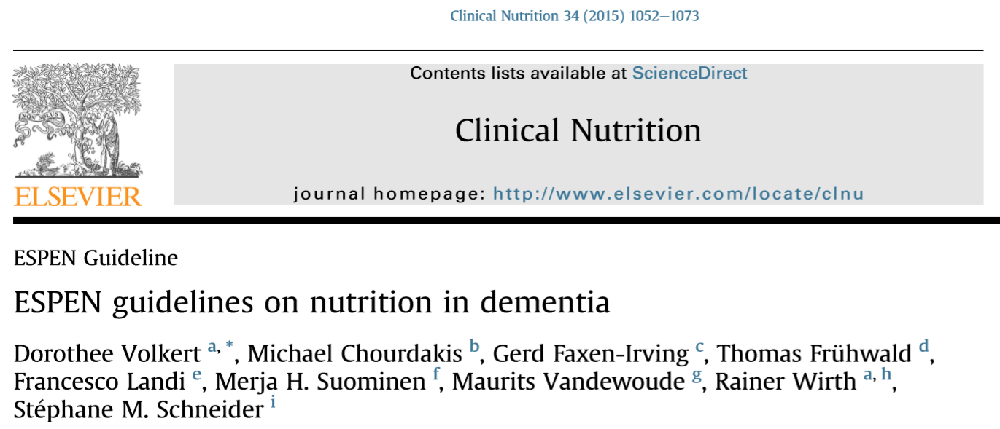 Clinical Nutrition 34 (2015) 1052–1073
Contents lists available at ScienceDirect
Clinical Nutrition
journal homepage: http://www.elsevier.com/locate/clnu
NON SOLUS
ELSEVIER
ESPEN Guideline
ESPEN guidelines on nutrition in dementia
Dorothee Volkert a, *, Michael Chourdakis b, Gerd Faxen-Irving c, Thomas Frühwald d,
Francesco Landi e, Merja H. Suominen f, Maurits Vandewoude g, Rainer Wirth a, h,
Stéphane M. Schneider i